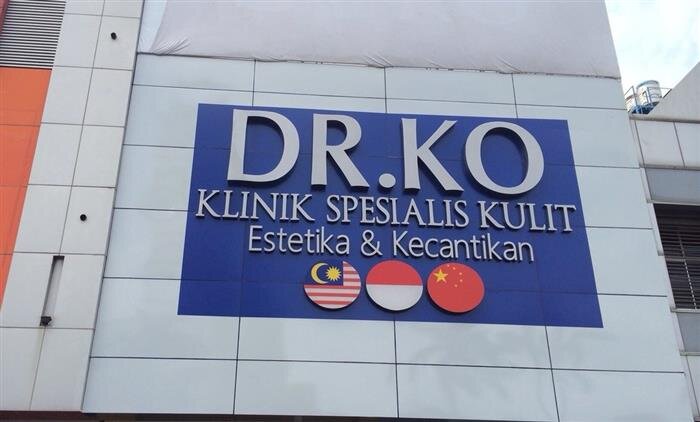 DR.KO
KLINIK SPESIALIS KULIT
Estetika & Kecantikan